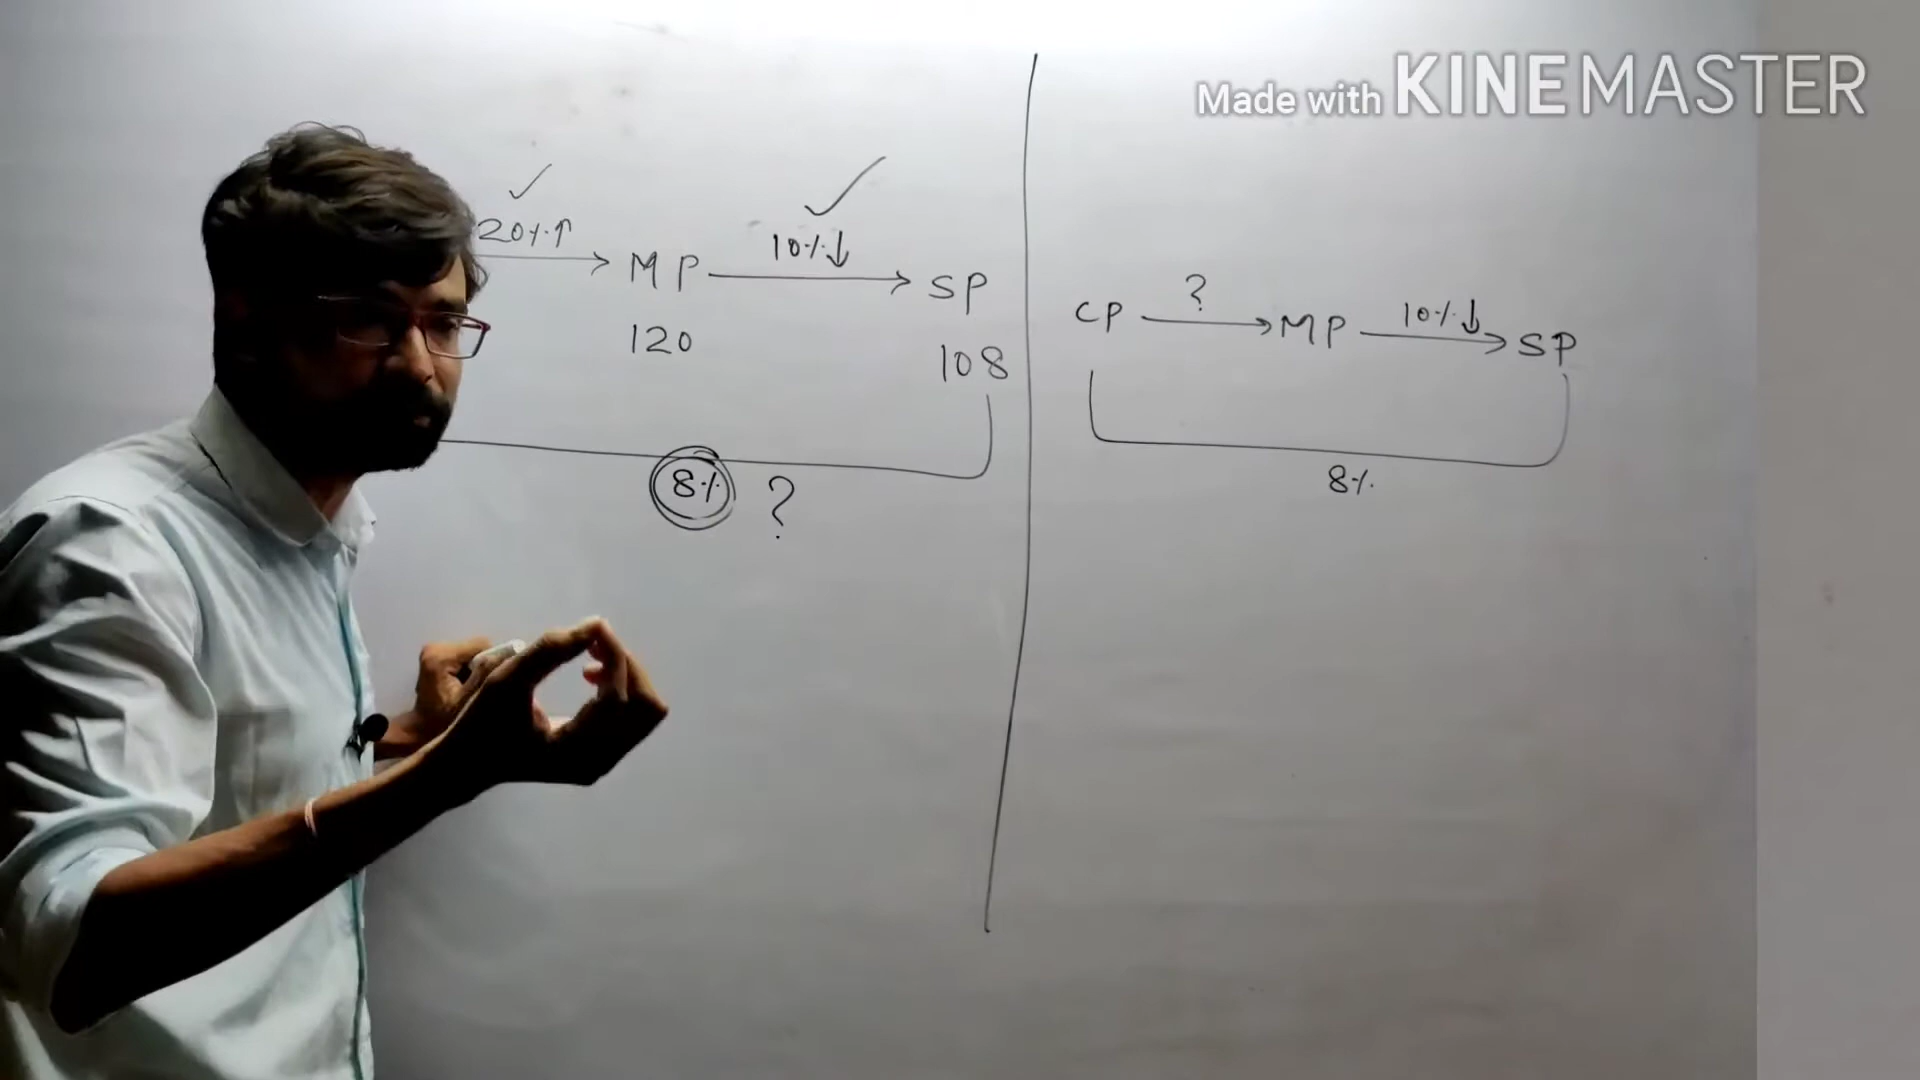 Made with KINEMASTER
20%↑ MP 10%↓ SP
120 108
8% ?
CP ? MP 10%↓ SP
8%